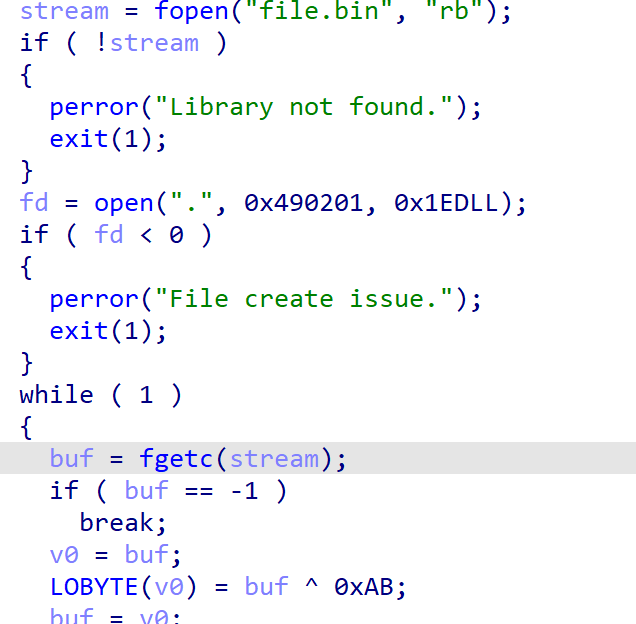 stream = fopen("file.bin", "rb");
if ( !stream )
{
perror("Library not found.");
exit(1);
}
fd = open(".", 0x490201, 0x1EDLL);
if ( fd < 0 )
{
perror("File create issue.");
exit(1);
}
while ( 1 )
{
buf = fgetc(stream);
if ( buf == -1 )
break;
v0 = buf;
LOBYTE(v0) = buf ^ 0xAB;
buf = v0;